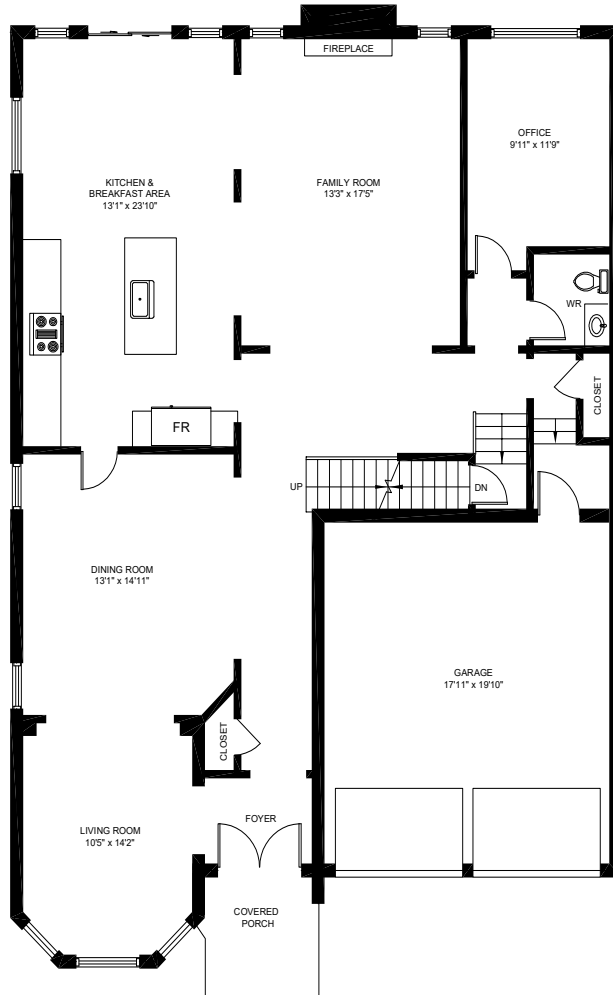 FIREPLACE
OFFICE
9'11" x 11'9"
KITCHEN &
BREAKFAST AREA
13'1" x 23'10"
FAMILY ROOM
13'3" x 17'5"
WR
CLOSET
FR
UP
DN
DINING ROOM
13'1" x 14'11"
GARAGE
17'11" x 19'10"
CLOSET
FOYER
LIVING ROOM
10'5" x 14'2"
COVERED
PORCH